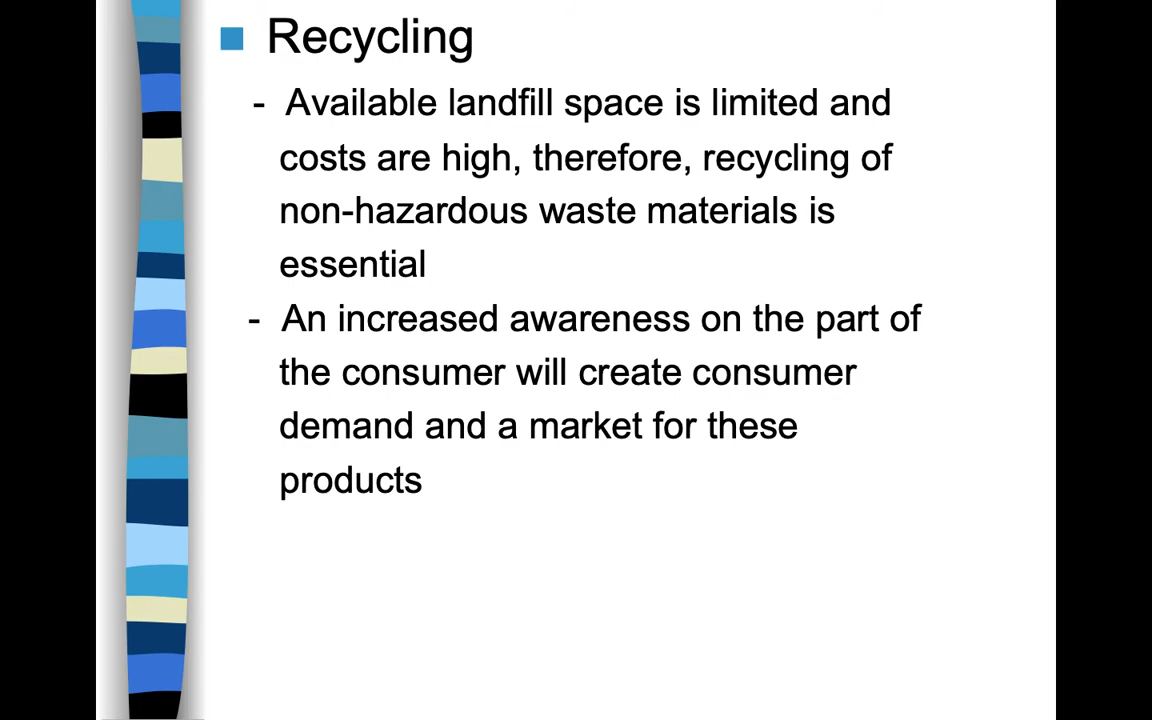 Recycling
- Available landfill space is limited and
costs are high, therefore, recycling of
non-hazardous waste materials is
essential
- An increased awareness on the part of
the consumer will create consumer
demand and a market for these
products